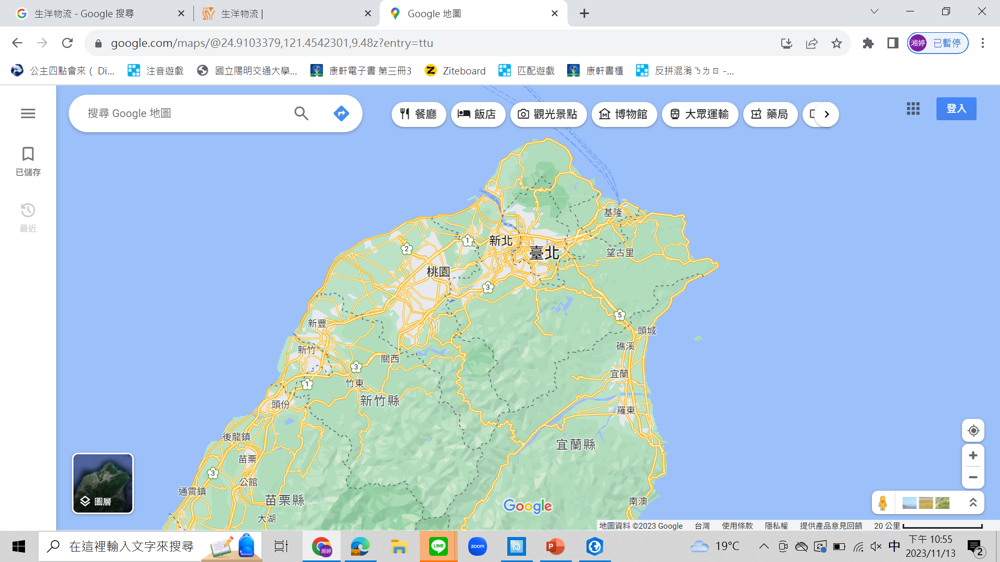 生洋物流 - Google 搜尋
生洋物流 |
Google 地圖
google.com/maps/@24.9103379,121.4542301,9.48z?entry=ttu
湘婷 已暫停
公主四點會來（ Di...
注音遊戲
國立陽明交通大學...
康軒電子書 第三冊3
Ziteboard
匹配遊戲
康軒書櫃
反拼混淆ㄋㄌㄖ -...
搜尋 Google 地圖
餐廳
飯店
觀光景點
博物館
大眾運輸
藥局
登入
已儲存
最近
基隆
新北
1
2
臺北
望古里
桃園
3
5
新豐
頭城
礁溪
新竹
關西
3
宜蘭
竹東
1
新竹縣
頭份
羅東
後龍鎮
宜蘭縣
苗栗
3
公館
通霄鎮
苗栗縣
南澳
大湖
圖層
Google
地圖資料 ©2023 Google
台灣
使用條款
隱私權
提供產品意見回饋
20 公里
在這裡輸入文字來搜尋
湘婷
LINE
zoom
P
19°C
中
下午 10:55
2023/11/13
2